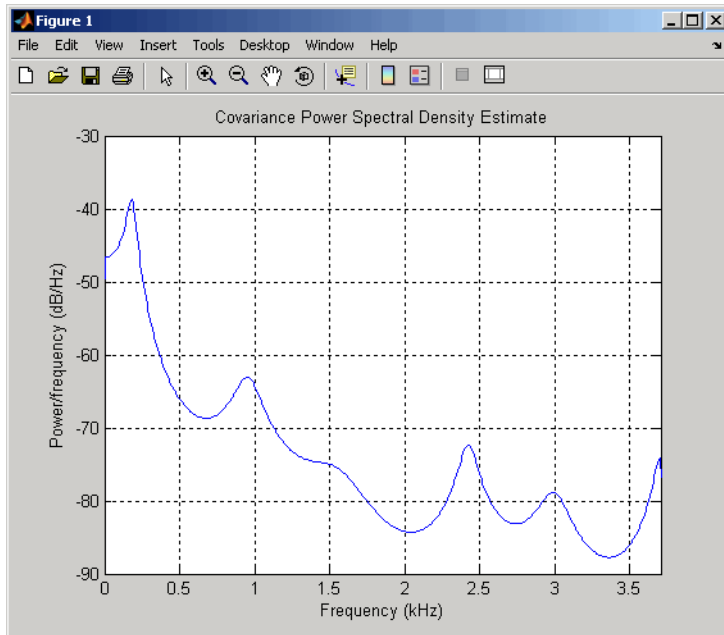 Figure 1
File Edit View Insert Tools Desktop Window Help
Covariance Power Spectral Density Estimate
Power/frequency (dB/Hz)
-30
-40
-50
-60
-70
-80
-90
0 0.5 1 1.5 2 2.5 3 3.5
Frequency (kHz)